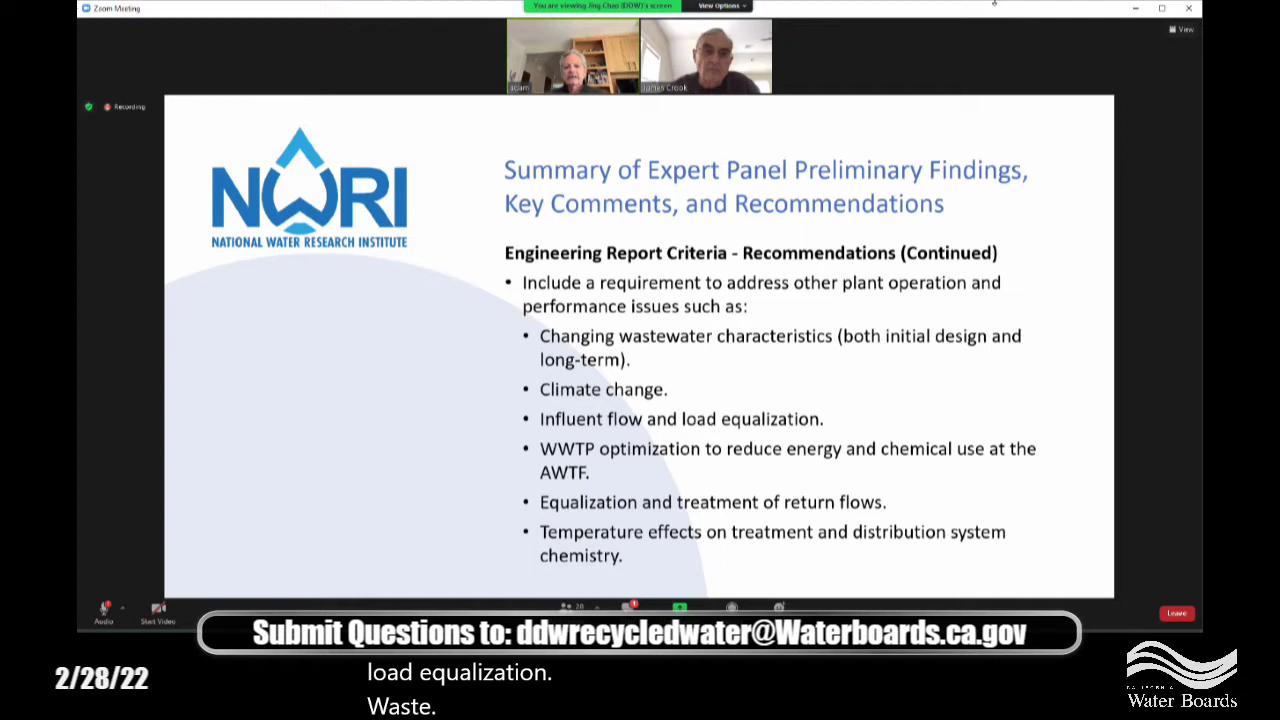 Zoom Meeting
You are viewing Jing Chao (DDW)'s screen
View Options
View
adam
James Crook
Recording
NWRI
NATIONAL WATER RESEARCH INSTITUTE
Summary of Expert Panel Preliminary Findings,
Key Comments, and Recommendations
Engineering Report Criteria - Recommendations (Continued)
• Include a requirement to address other plant operation and
performance issues such as:
• Changing wastewater characteristics (both initial design and
long-term).
• Climate change.
• Influent flow and load equalization.
• WWTP optimization to reduce energy and chemical use at the
AWTF.
• Equalization and treatment of return flows.
• Temperature effects on treatment and distribution system
chemistry.
Audio
Start Video
20
1
Leave
Submit Questions to: ddwrecycledwater@Waterboards.ca.gov
2/28/22
load equalization.
Waste.
CALIFORNIA
Water Boards